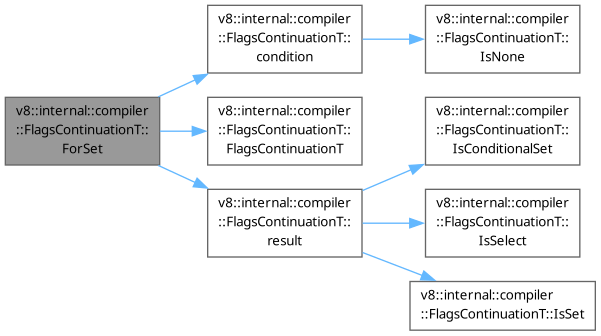 v8::internal::compiler
::FlagsContinuationT::
ForSet
v8::internal::compiler
::FlagsContinuationT::
condition
v8::internal::compiler
::FlagsContinuationT::
IsNone
v8::internal::compiler
::FlagsContinuationT::
FlagsContinuationT
v8::internal::compiler
::FlagsContinuationT::
result
v8::internal::compiler
::FlagsContinuationT::
IsConditionalSet
v8::internal::compiler
::FlagsContinuationT::
IsSelect
v8::internal::compiler
::FlagsContinuationT::IsSet